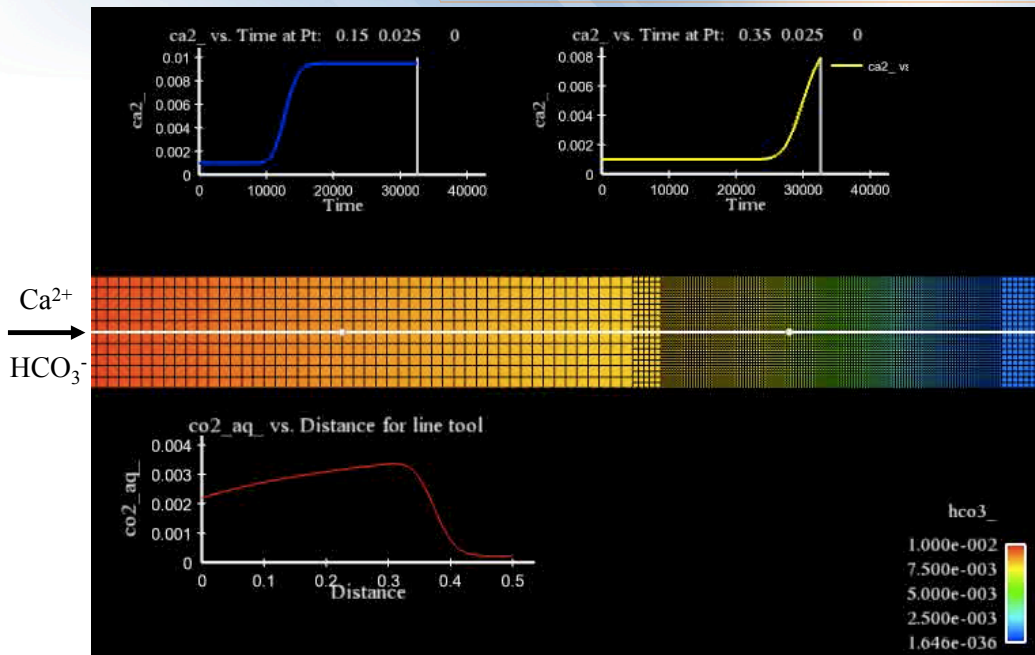 ca2_ vs. Time at Pt: 0.15 0.025 0
0.01
0.008
0.006
0.004
0.002
0
ca2_
0 10000 20000 30000 40000
Time
ca2_ vs. Time at Pt: 0.35 0.025 0
0.008
0.006
0.004
0.002
0
ca2_
ca2_ vs
0 10000 20000 30000 40000
Time
Ca²⁺
HCO₃⁻
co2_aq_ vs. Distance for line tool
0.004
0.003
0.002
0.001
0
co2_aq_
0 0.1 0.2 0.3 0.4 0.5
Distance
hco3_
1.000e-002
7.500e-003
5.000e-003
2.500e-003
1.646e-036